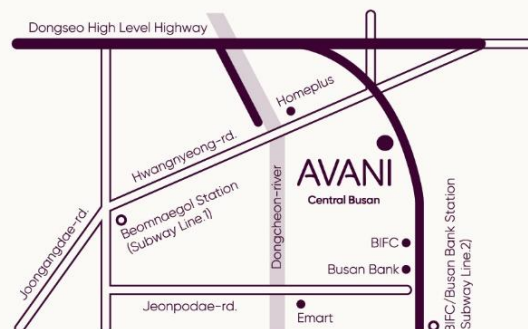 Dongseo High Level Highway
Homeplus
Hwangnyeong-rd.
AVANI
Central Busan
Beomnaegol Station
(Subway Line.1)
Joongangdae-rd.
Dongcheon-river
BIFC
Busan Bank
BIFC/Busan Bank Station
(Subway Line.2)
Jeonpodae-rd.
Emart